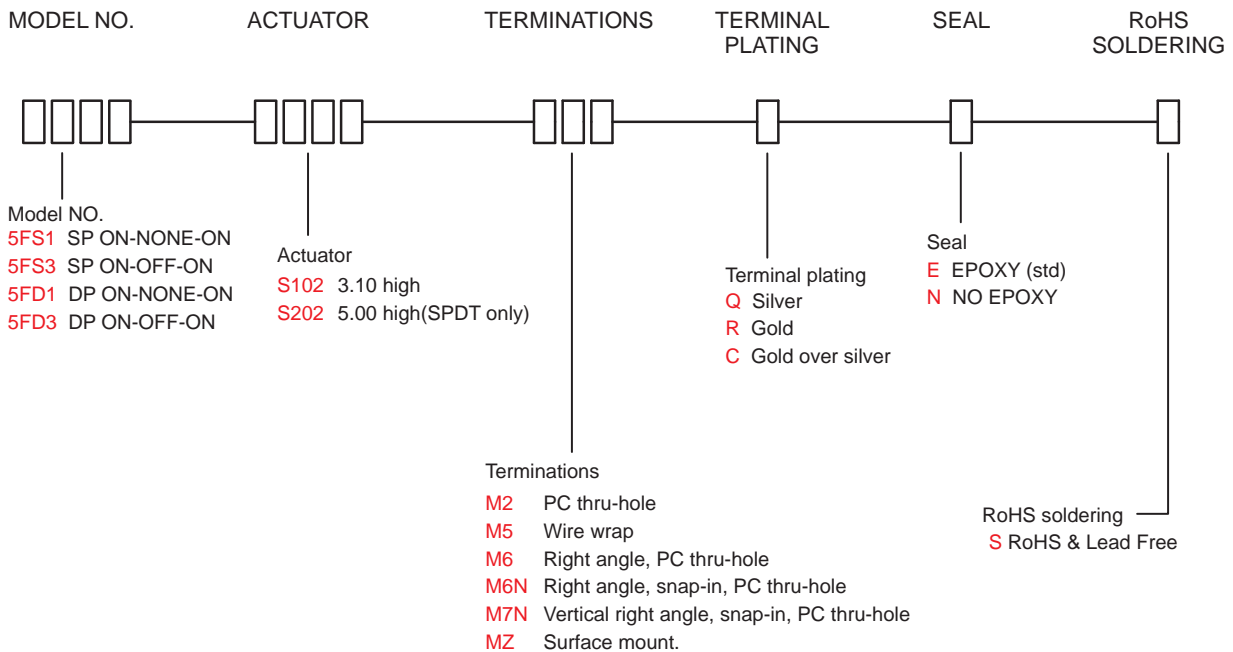 MODEL NO.
ACTUATOR
TERMINATIONS
TERMINAL
PLATING
SEAL
RoHS
SOLDERING
Model NO.
5FS1 SP ON-NONE-ON
5FS3 SP ON-OFF-ON
5FD1 DP ON-NONE-ON
5FD3 DP ON-OFF-ON
Actuator
S102 3.10 high
S202 5.00 high(SPDT only)
Terminations
M2 PC thru-hole
M5 Wire wrap
M6 Right angle, PC thru-hole
M6N Right angle, snap-in, PC thru-hole
M7N Vertical right angle, snap-in, PC thru-hole
MZ Surface mount.
Terminal plating
Q Silver
R Gold
C Gold over silver
Seal
E EPOXY (std)
N NO EPOXY
RoHS soldering
S RoHS & Lead Free